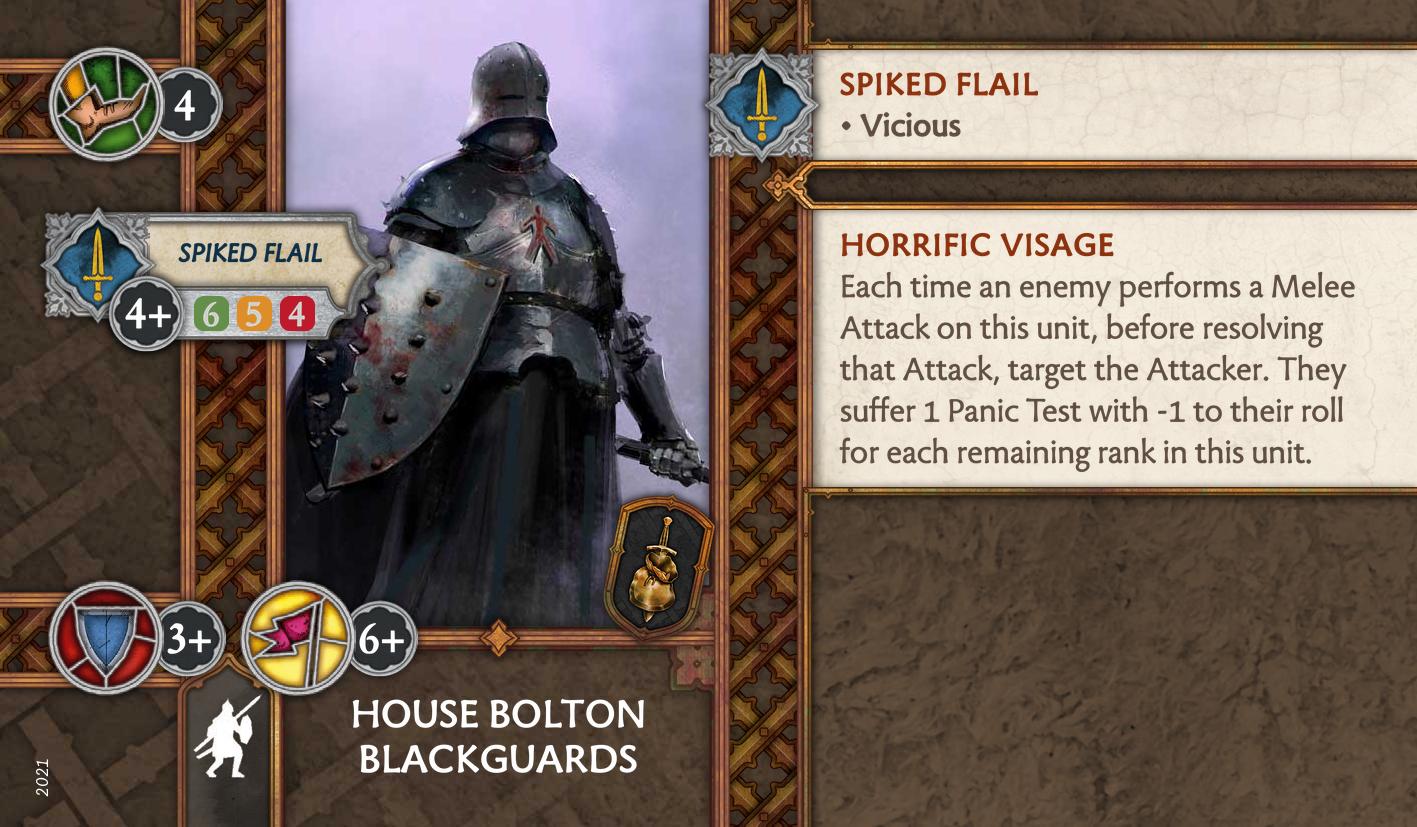 4
SPIKED FLAIL
4+ 6 5 4
3+ 6+
HOUSE BOLTON
BLACKGUARDS
2021
SPIKED FLAIL
• Vicious
HORRIFIC VISAGE
Each time an enemy performs a Melee
Attack on this unit, before resolving
that Attack, target the Attacker. They
suffer 1 Panic Test with -1 to their roll
for each remaining rank in this unit.